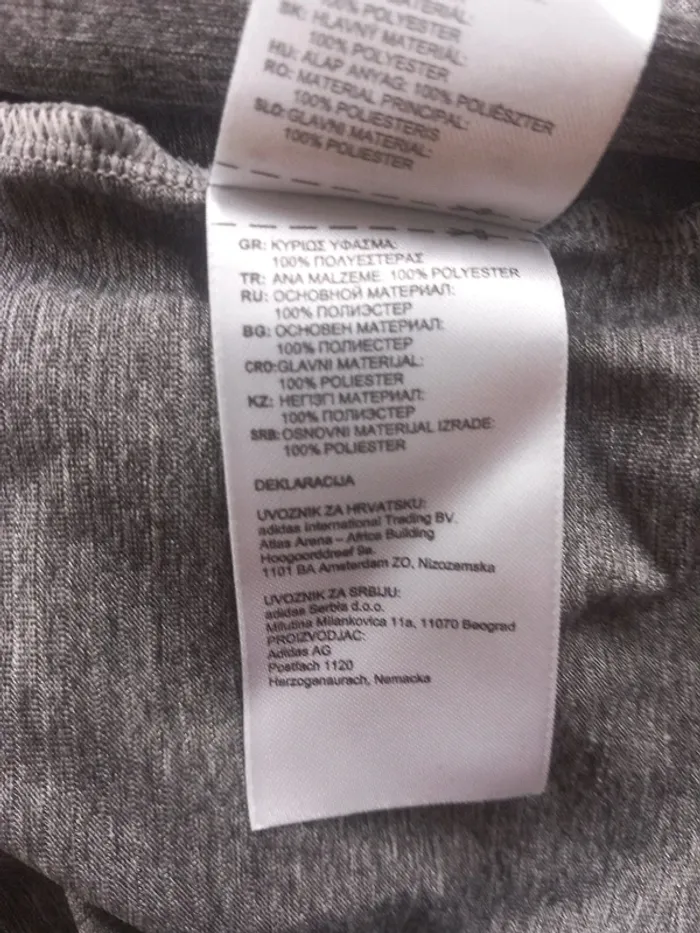 100% POLYESTER
SK: HLAVNÝ MATERIÁL:
100% POLYESTER
HU: ALAP ANYAG: 100% POLIÉSZTER
RO: MATERIAL PRINCIPAL:
100% POLIESTERIS
SLO: GLAVNI MATERIAL:
100% POLIESTER
GR: ΚΥΡΙΩΣ ΥΦΑΣΜΑ:
100% ΠΟΛΥΕΣΤΕΡΑΣ
TR: ANA MALZEME: 100% POLYESTER
RU: ОСНОВНОЙ МАТЕРИАЛ:
100% ПОЛИЭСТЕР
BG: ОСНОВЕН МАТЕРИАЛ:
100% ПОЛИЕСТЕР
CRO: GLAVNI MATERIJAL:
100% POLIESTER
KZ: НЕГІЗГІ МАТЕРИАЛ:
100% ПОЛИЭСТЕР
SRB: OSNOVNI MATERIJAL IZRADE:
100% POLIESTER
DEKLARACIJA
UVOZNIK ZA HRVATSKU:
adidas International Trading BV.
Atlas Arena – Africa Building
Hoogoorddreef 9a.
1101 BA Amsterdam ZO, Nizozemska
UVOZNIK ZA SRBIJU:
adidas Serbia d.o.o.
Milutina Milankovica 11a, 11070 Beograd
PROIZVODJAC:
Adidas AG
Postfach 1120
Herzogenaurach, Nemacka